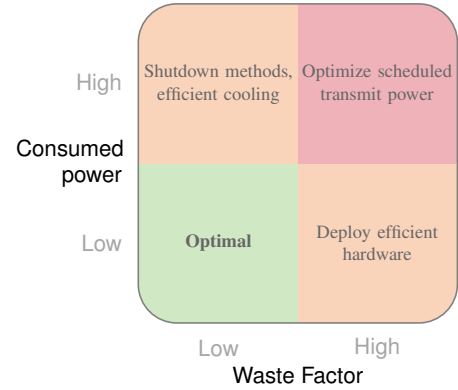 High
Shutdown methods,
efficient cooling
Optimize scheduled
transmit power
Consumed
power
Low
Optimal
Deploy efficient
hardware
Low
High
Waste Factor